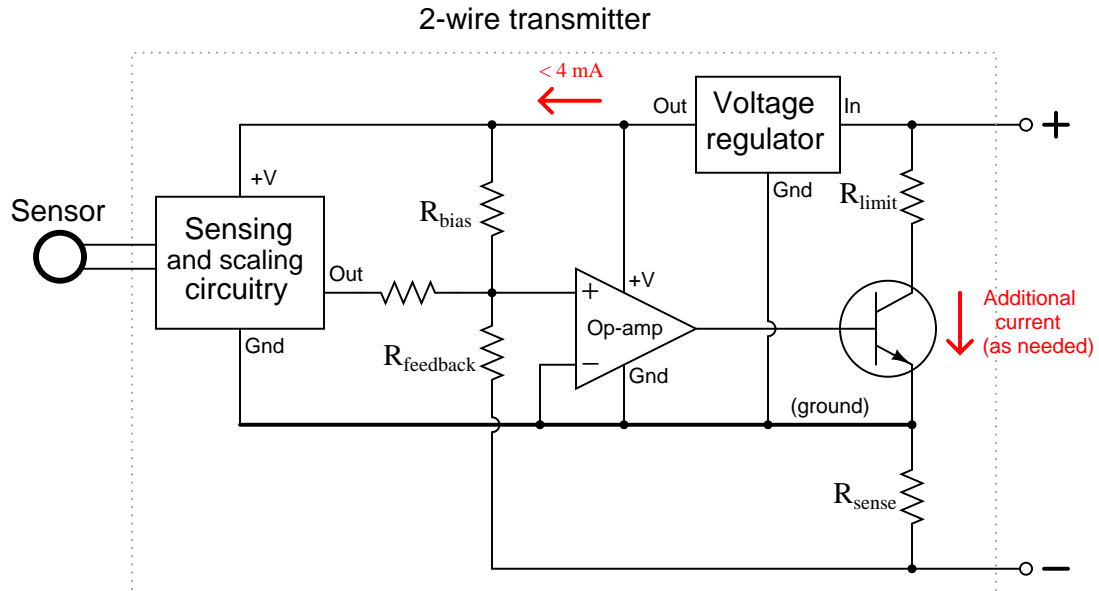 2-wire transmitter
< 4 mA
Out
Voltage
regulator
In
+
Gnd
Rlimit
+V
Sensor
Sensing
and scaling
circuitry
Out
Gnd
Rbias
Rfeedback
+
+V
Op-amp
−
Gnd
Additional
current
(as needed)
(ground)
Rsense
−